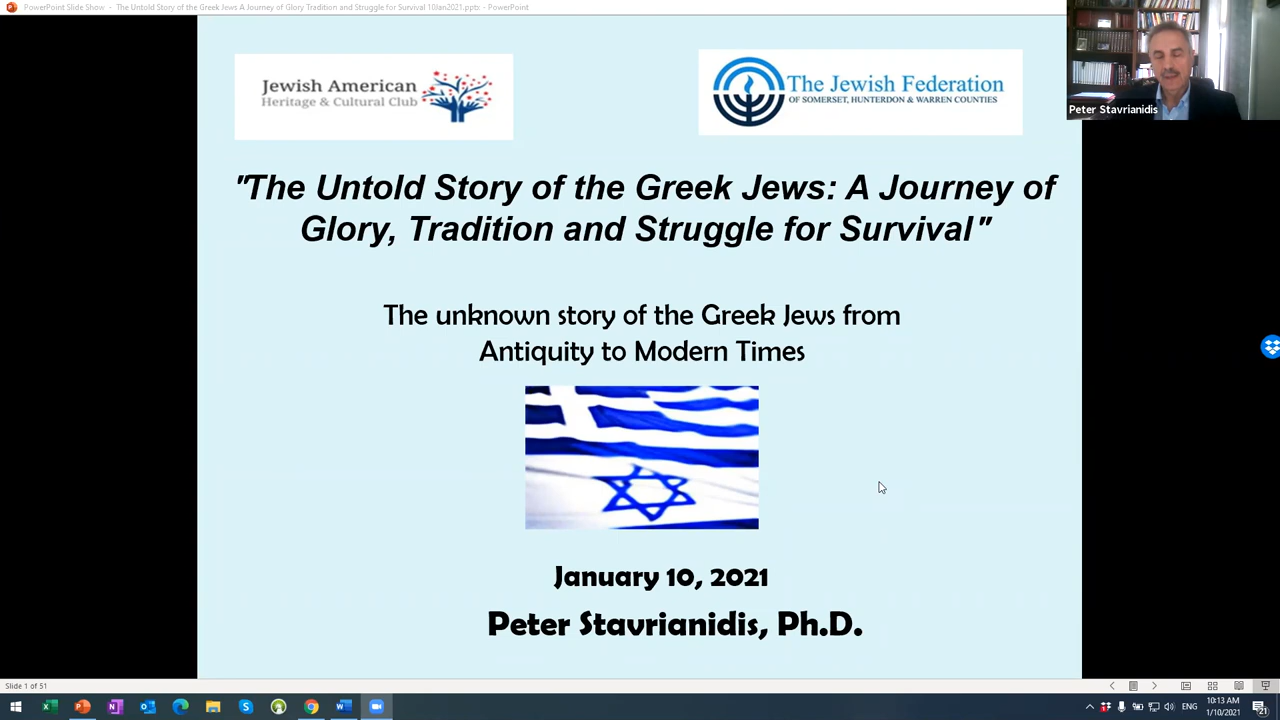 PowerPoint Slide Show - The Untold Story of the Greek Jews A Journey of Glory Tradition and Struggle for Survival 10Jan2021.pptx - PowerPoint
Jewish American
Heritage & Cultural Club
The Jewish Federation
OF SOMERSET, HUNTERDON & WARREN COUNTIES
Peter Stavrianidis
"The Untold Story of the Greek Jews: A Journey of
Glory, Tradition and Struggle for Survival"
The unknown story of the Greek Jews from
Antiquity to Modern Times
January 10, 2021
Peter Stavrianidis, Ph.D.
Slide 1 of 51
ENG
10:13 AM
1/10/2021
21